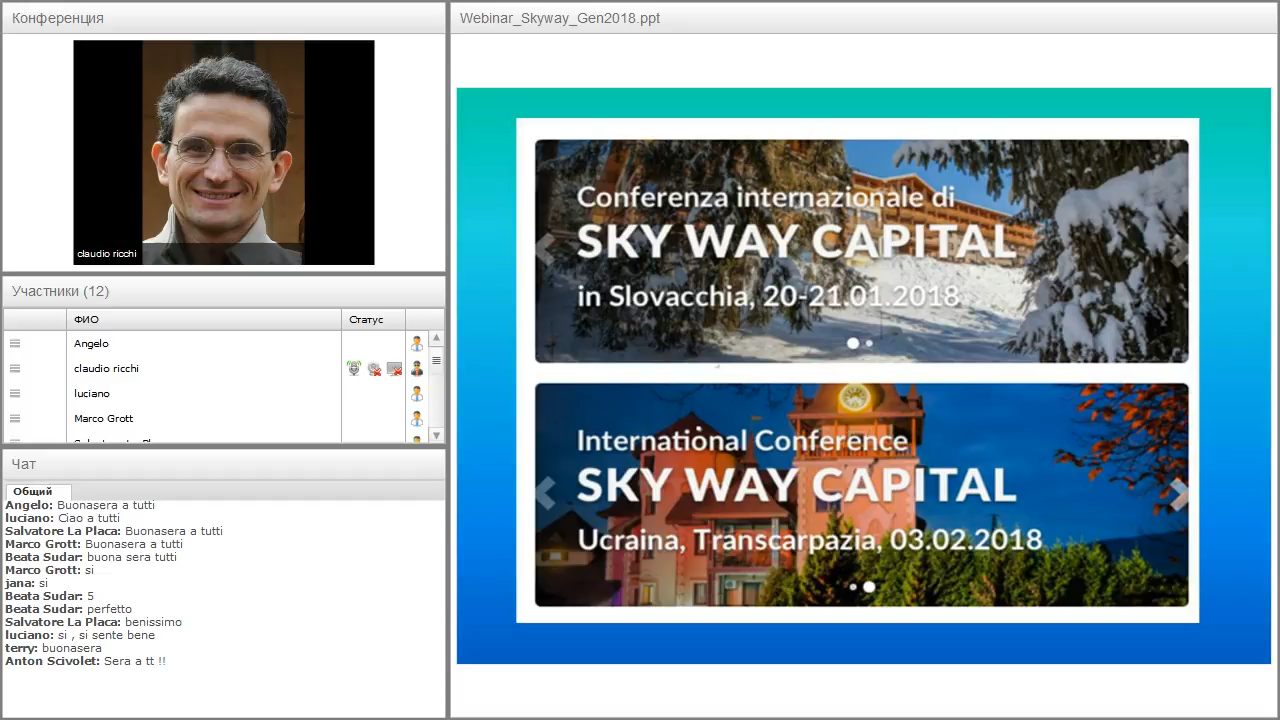 Конференция
claudio ricchi
Участники (12)
ФИО Статус
Angelo
claudio ricchi
luciano
Marco Grott
Чат
Общий
Angelo: Buonasera a tutti
luciano: Ciao a tutti
Salvatore La Placa: Buonasera a tutti
Marco Grott: Buonasera a tutti
Beata Sudar: buona sera tutti
Marco Grott: si
jana: si
Beata Sudar: 5
Beata Sudar: perfetto
Salvatore La Placa: benissimo
luciano: si , si sente bene
terry: buonasera
Anton Scivolet: Sera a tt !!
Webinar_Skyway_Gen2018.ppt
Conferenza internazionale di
SKY WAY CAPITAL
in Slovacchia, 20-21.01.2018
International Conference
SKY WAY CAPITAL
Ucraina, Transcarpazia, 03.02.2018